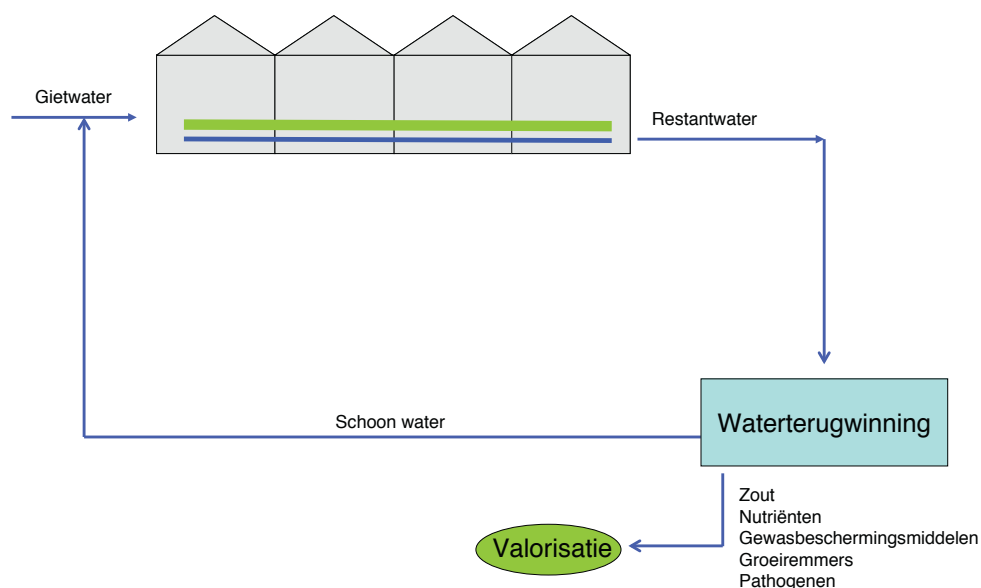 Gietwater
Restantwater
Schoon water
Waterterugwinning
Zout
Nutriënten
Gewasbeschermingsmiddelen
Groeiremmers
Pathogenen
Valorisatie